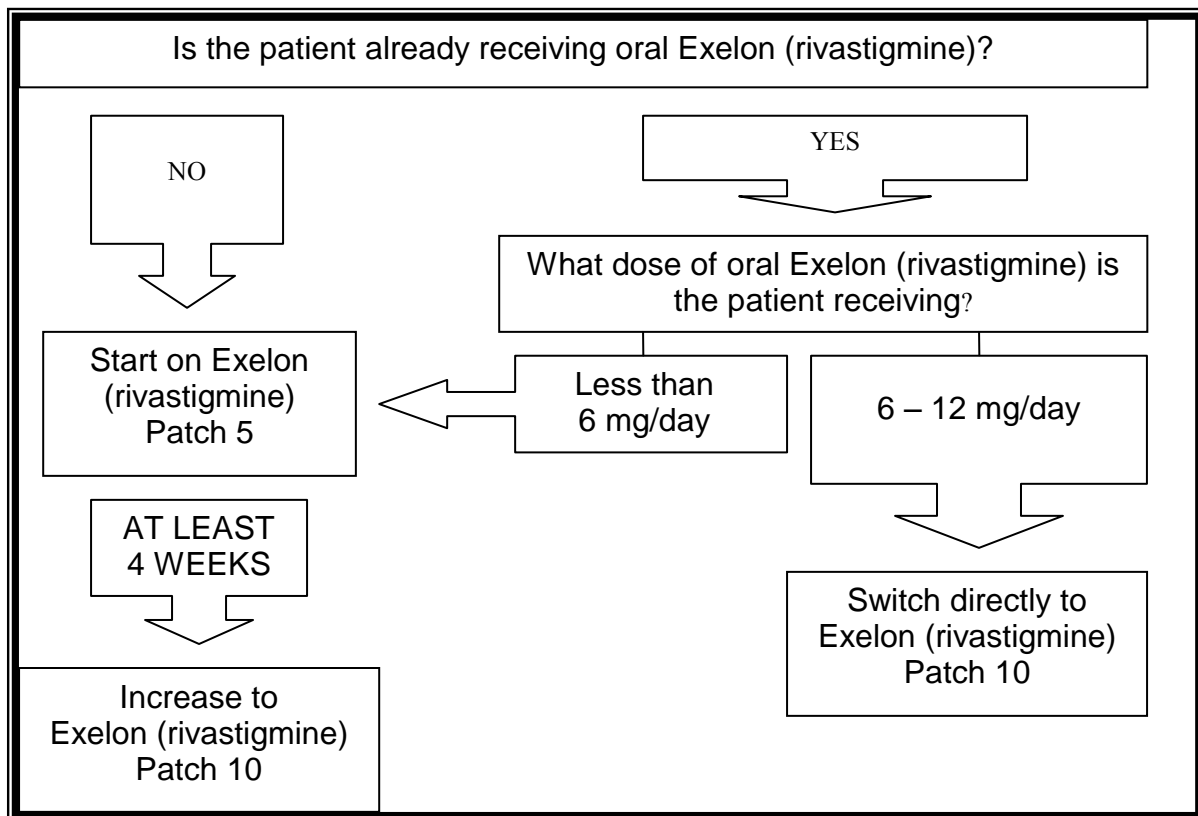 Is the patient already receiving oral Exelon (rivastigmine)?
NO
YES
What dose of oral Exelon (rivastigmine) is
the patient receiving?
Start on Exelon
(rivastigmine)
Patch 5
Less than
6 mg/day
6 – 12 mg/day
AT LEAST
4 WEEKS
Switch directly to
Exelon (rivastigmine)
Patch 10
Increase to
Exelon (rivastigmine)
Patch 10